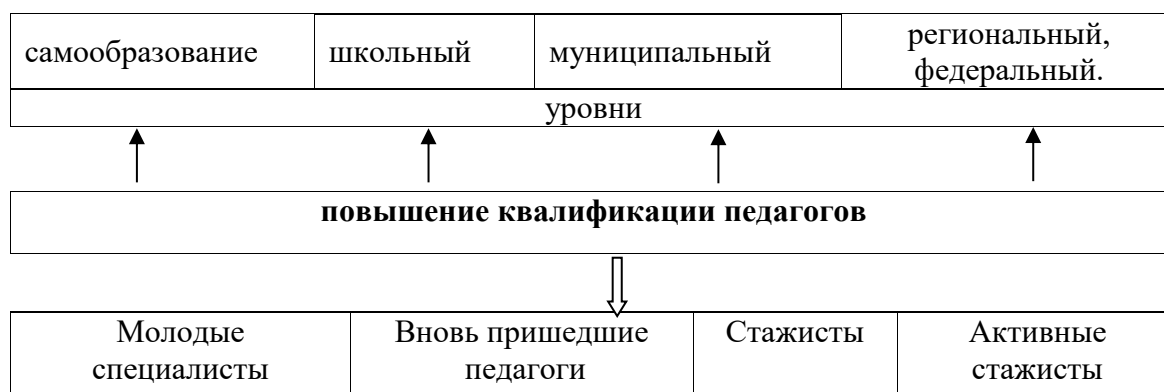 самообразование
школьный
муниципальный
региональный,
федеральный.
уровни
повышение квалификации педагогов
Молодые
специалисты
Вновь пришедшие
педагоги
Стажисты
Активные
стажисты